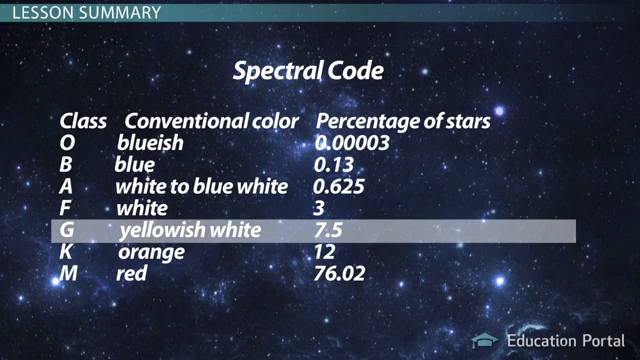 LESSON SUMMARY
Spectral Code
Class Conventional color Percentage of stars
O blueish 0.00003
B blue 0.13
A white to blue white 0.625
F white 3
G yellowish white 7.5
K orange 12
M red 76.02
Education Portal